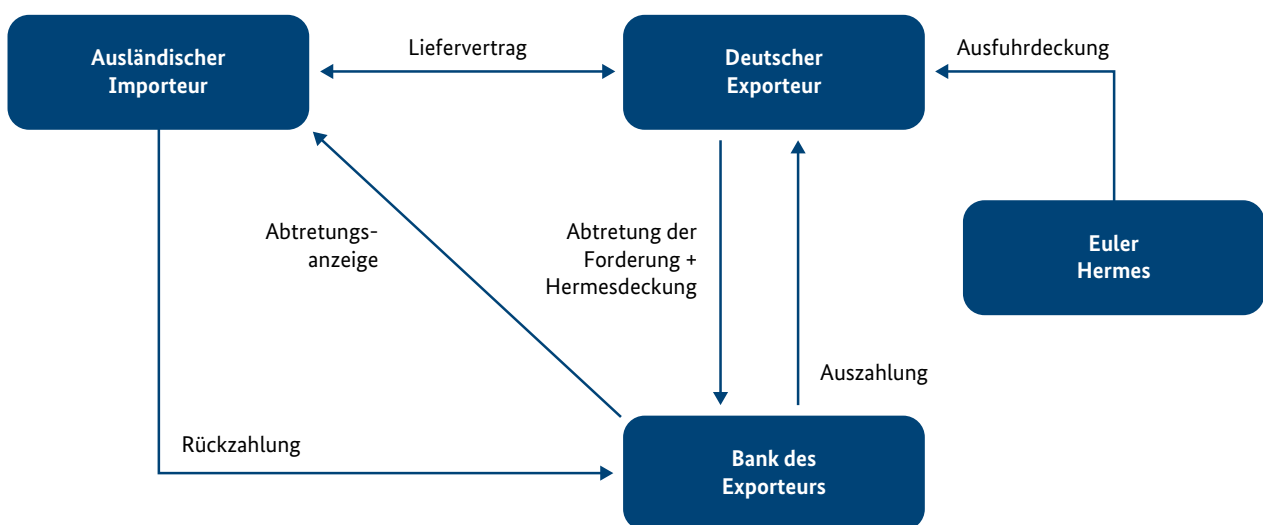 Ausländischer
Importeur
Liefervertrag
Deutscher
Exporteur
Ausfuhrdeckung
Abtretungs-
anzeige
Abtretung der
Forderung +
Hermesdeckung
Euler
Hermes
Auszahlung
Rückzahlung
Bank des
Exporteurs